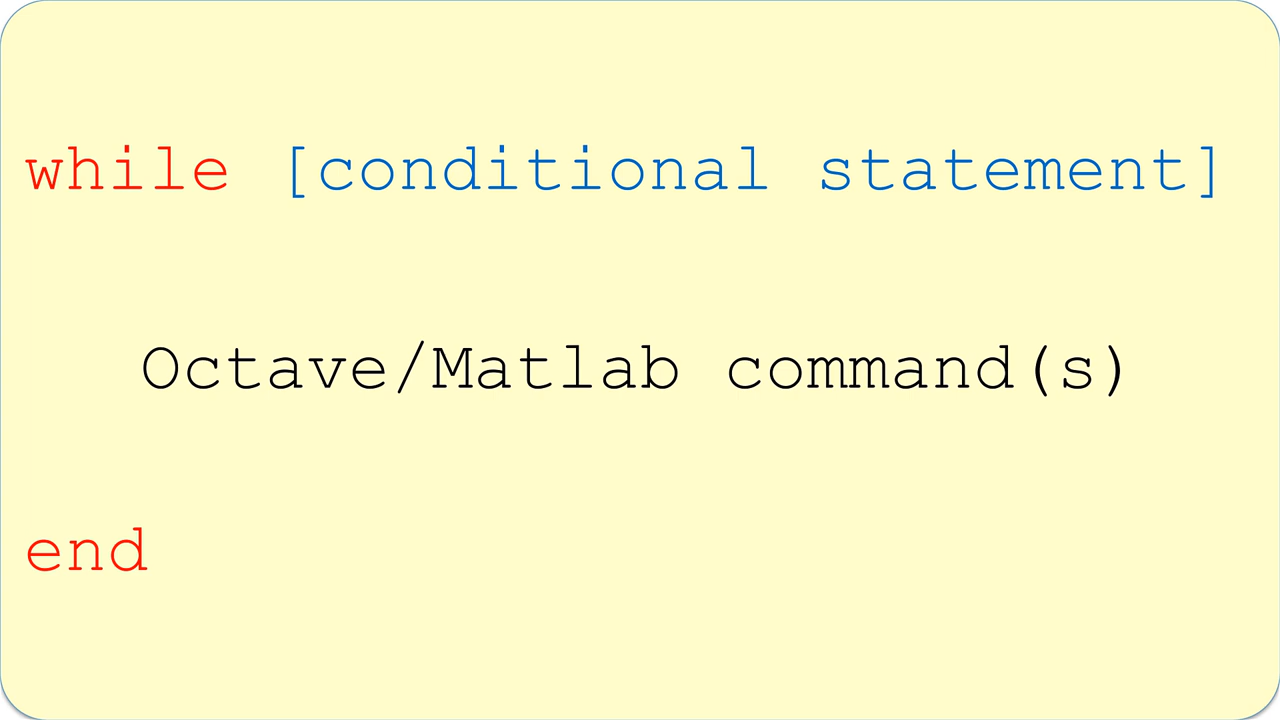 while [conditional statement]
Octave/Matlab command(s)
end